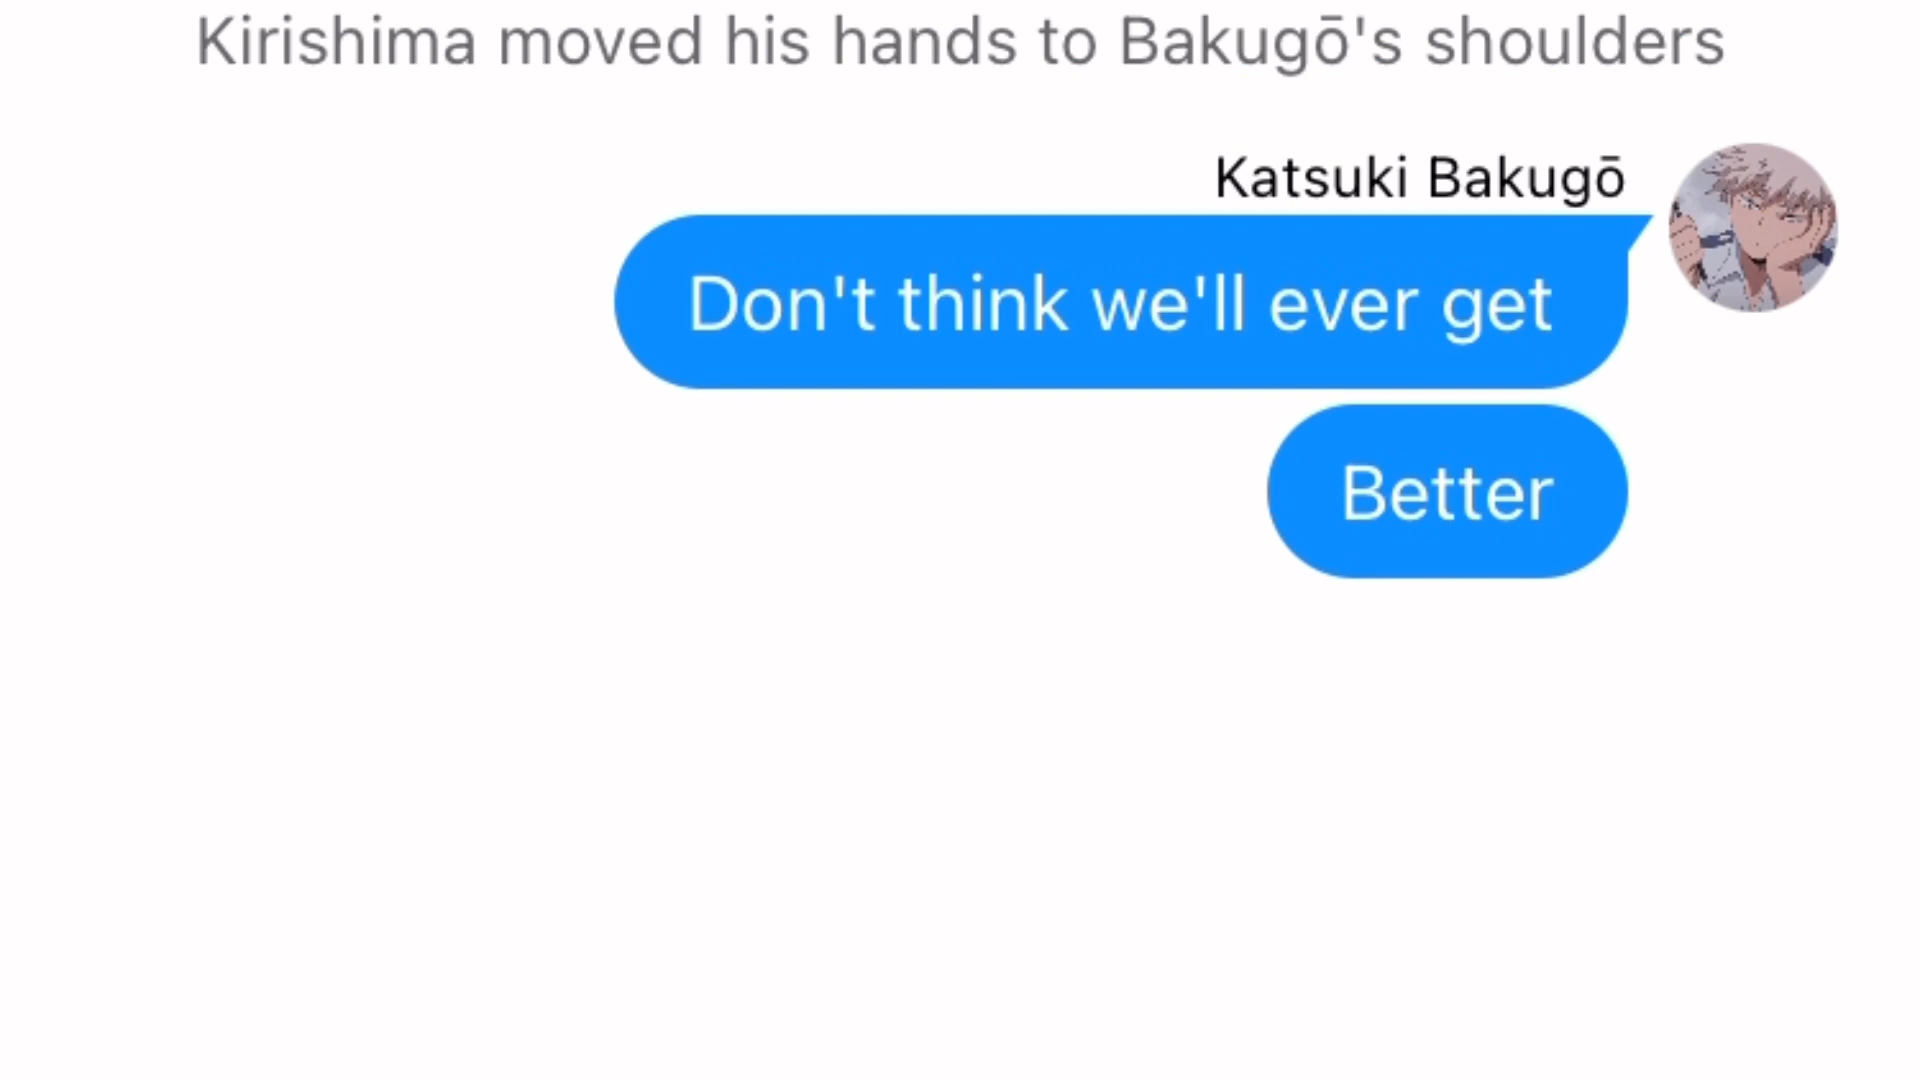 Kirishima moved his hands to Bakugō's shoulders
Katsuki Bakugō
Don't think we'll ever get
Better